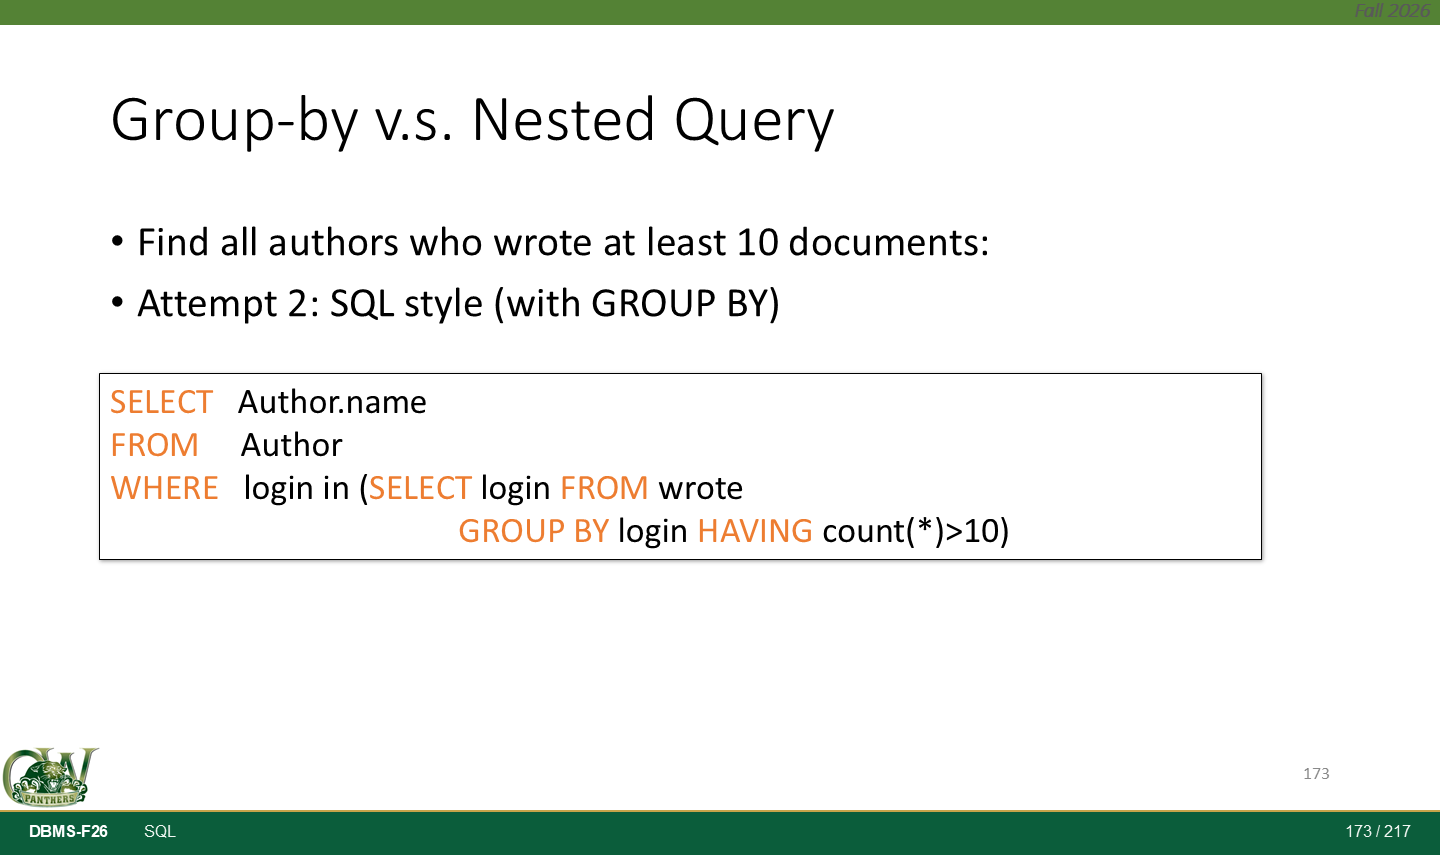 Fall 2026
Group-by v.s. Nested Query
• Find all authors who wrote at least 10 documents:
• Attempt 2: SQL style (with GROUP BY)
SELECT Author.name
FROM Author
WHERE login in (SELECT login FROM wrote
GROUP BY login HAVING count(*)>10)
OW
PANTHERS
173
DBMS-F26 SQL 173 / 217